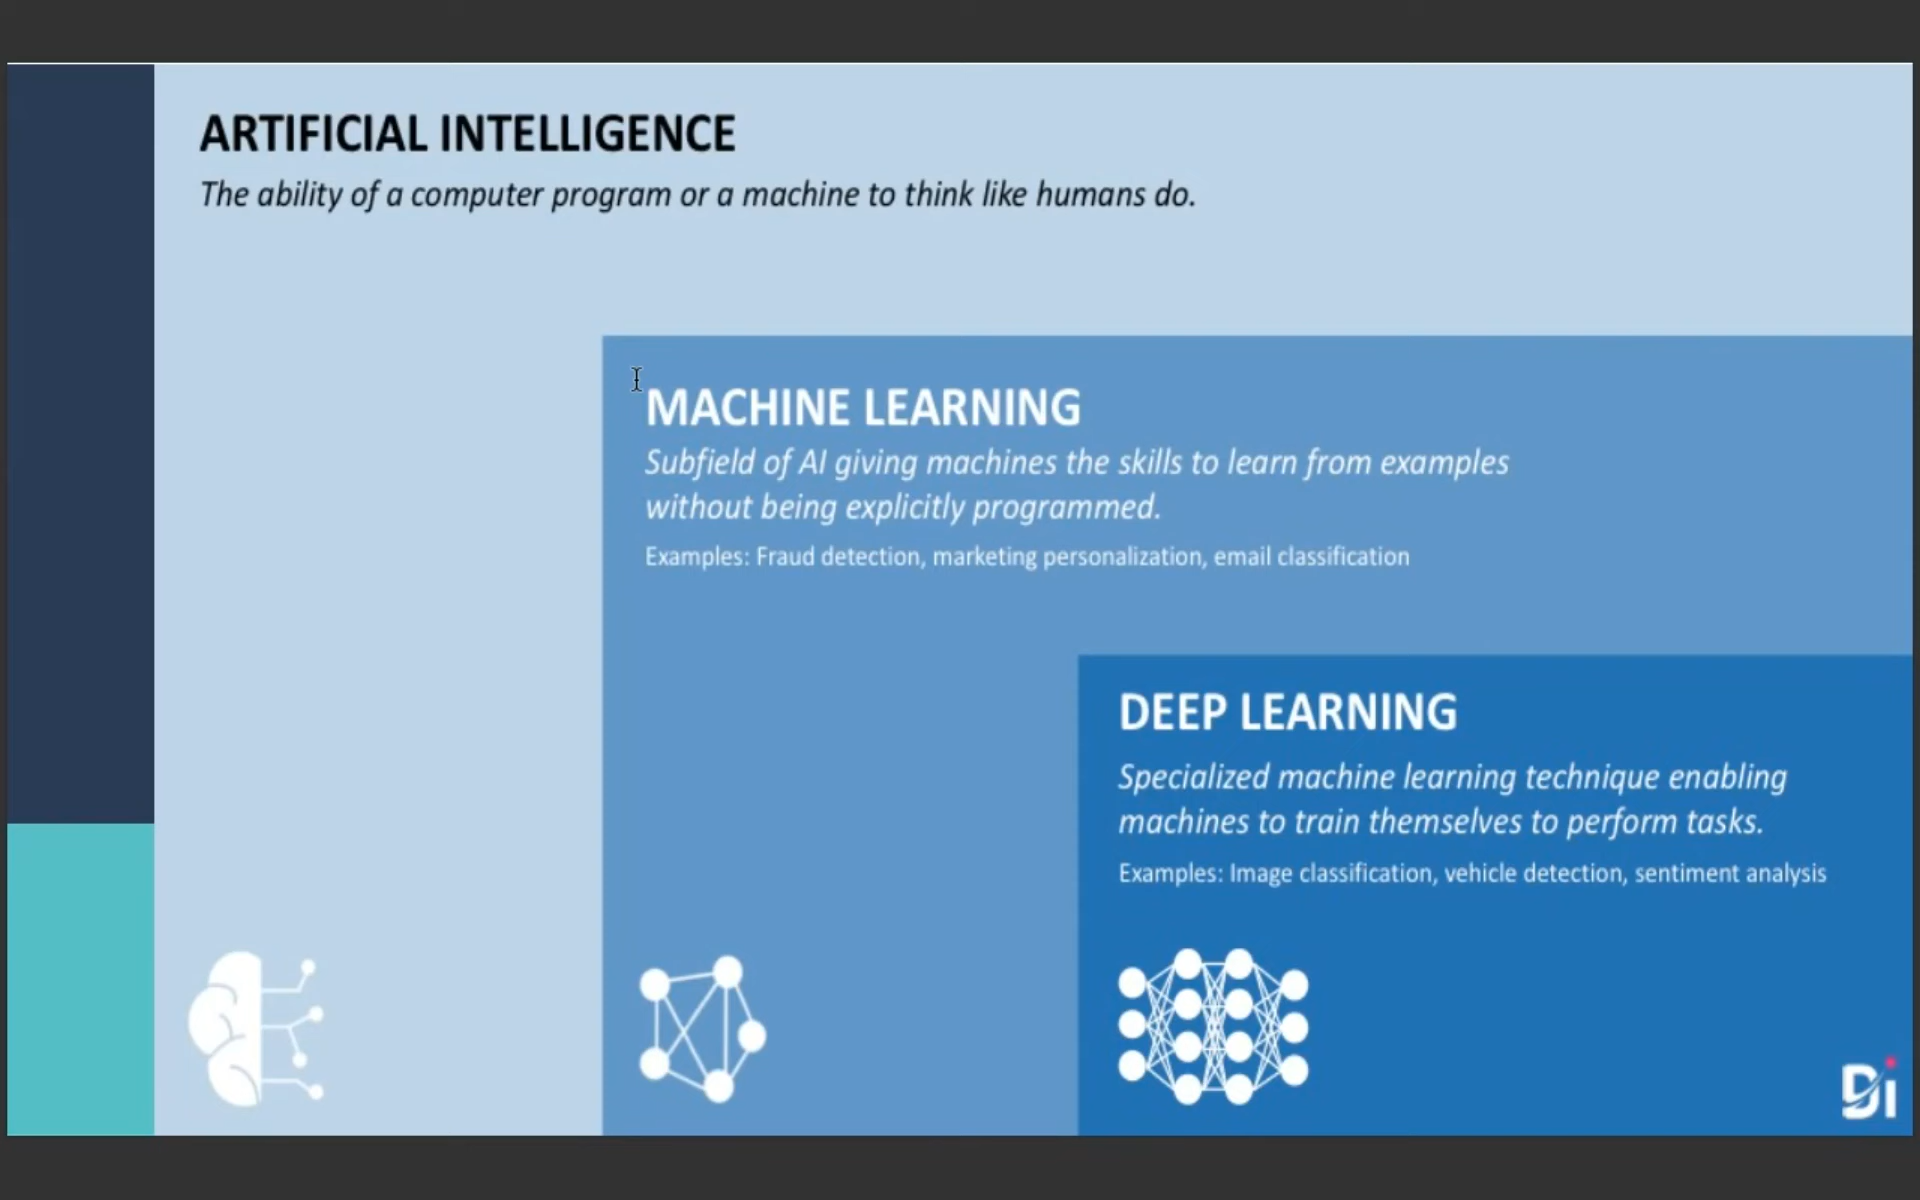 ARTIFICIAL INTELLIGENCE
The ability of a computer program or a machine to think like humans do.
MACHINE LEARNING
Subfield of AI giving machines the skills to learn from examples
without being explicitly programmed.
Examples: Fraud detection, marketing personalization, email classification
DEEP LEARNING
Specialized machine learning technique enabling
machines to train themselves to perform tasks.
Examples: Image classification, vehicle detection, sentiment analysis
Di